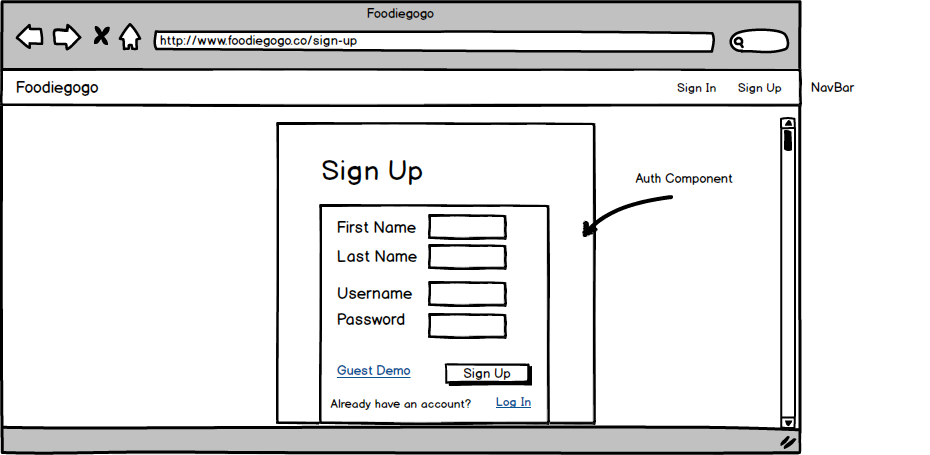 Foodiegogo
http://www.foodiegogo.co/sign-up
Foodiegogo
Sign In
Sign Up
NavBar
Sign Up
Auth Component
First Name
Last Name
Username
Password
Guest Demo
Sign Up
Already have an account?
Log In